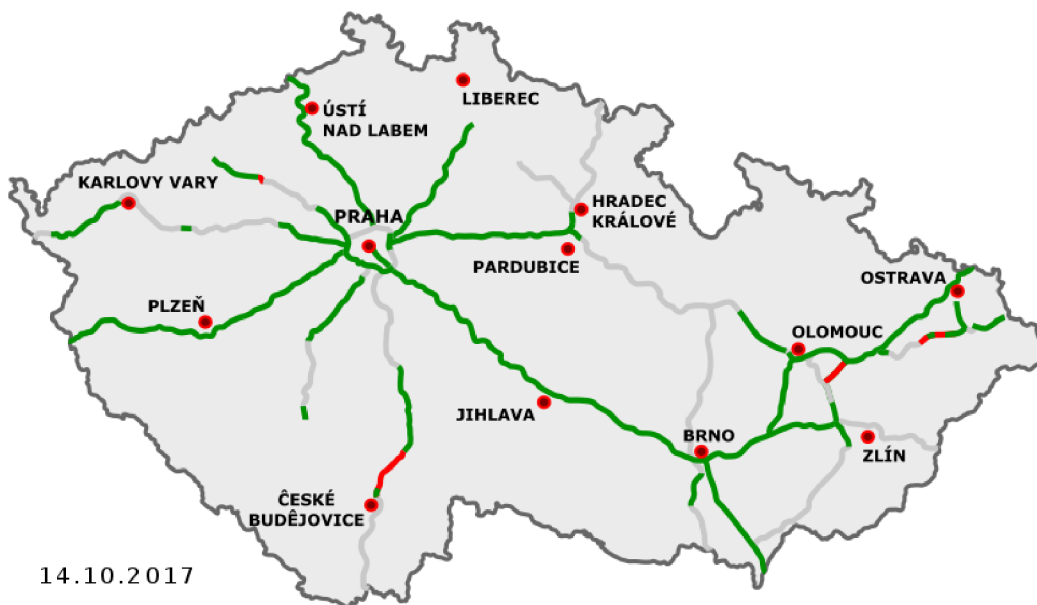 LIBEREC
ÚSTÍ
NAD LABEM
KARLOVY VARY
HRADEC
KRÁLOVÉ
PRAHA
PARDUBICE
OSTRAVA
PLZEŇ
OLOMOUC
JIHLAVA
BRNO
ZLÍN
ČESKÉ
BUDĚJOVICE
14.10.2017